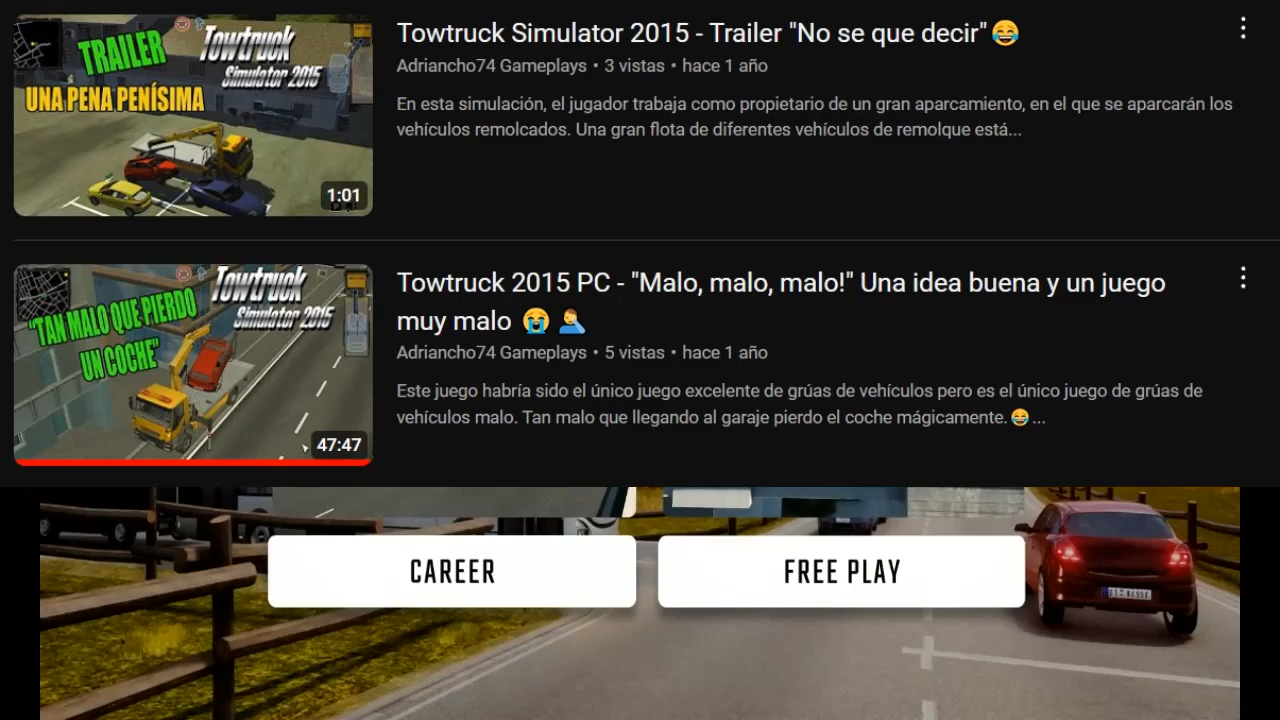 TRAILER
Towtruck
Simulator 2015
UNA PENA PENÍSIMA
1:01
Towtruck Simulator 2015 - Trailer "No se que decir"😂
Adriancho74 Gameplays • 3 vistas • hace 1 año
En esta simulación, el jugador trabaja como propietario de un gran aparcamiento, en el que se aparcarán los
vehículos remolcados. Una gran flota de diferentes vehículos de remolque está...
"TAN MALO QUE PIERDO
UN COCHE"
Towtruck
Simulator 2015
47:47
Towtruck 2015 PC - "Malo, malo, malo!" Una idea buena y un juego
muy malo 😭 🤦‍♂️
Adriancho74 Gameplays • 5 vistas • hace 1 año
Este juego habría sido el único juego excelente de grúas de vehículos pero es el único juego de grúas de
vehículos malo. Tan malo que llegando al garaje pierdo el coche mágicamente.😂...
CAREER
FREE PLAY